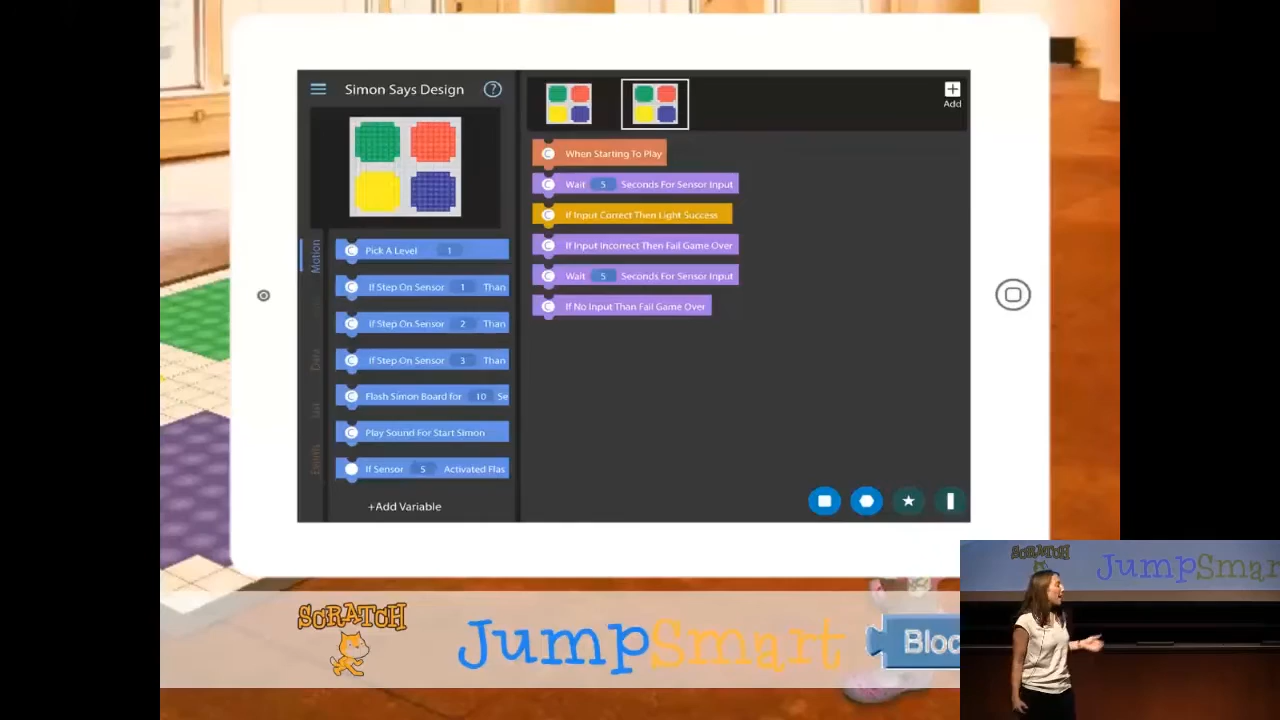 Simon Says Design ?
Add
When Starting To Play
Wait 5 Seconds For Sensor Input
If Input Correct Then Light Success
If Input Incorrect Then Fail Game Over
Wait 5 Seconds For Sensor Input
If No Input Than Fail Game Over
Motion
Data
Pick A Level 1
If Step On Sensor 1 Than
If Step On Sensor 2 Than
If Step On Sensor 3 Than
Flash Simon Board for 10 Se
Play Sound For Start Simon
If Sensor 5 Activated Flas
+Add Variable
SCRATCH
JumpSmart
Bloc
SCRATCH
JumpSmar